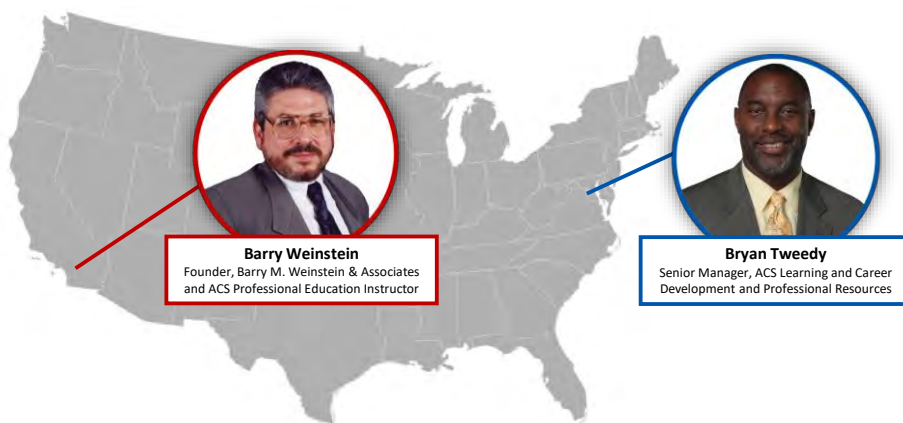 Barry Weinstein
Founder, Barry M. Weinstein & Associates
and ACS Professional Education Instructor
Bryan Tweedy
Senior Manager, ACS Learning and Career
Development and Professional Resources